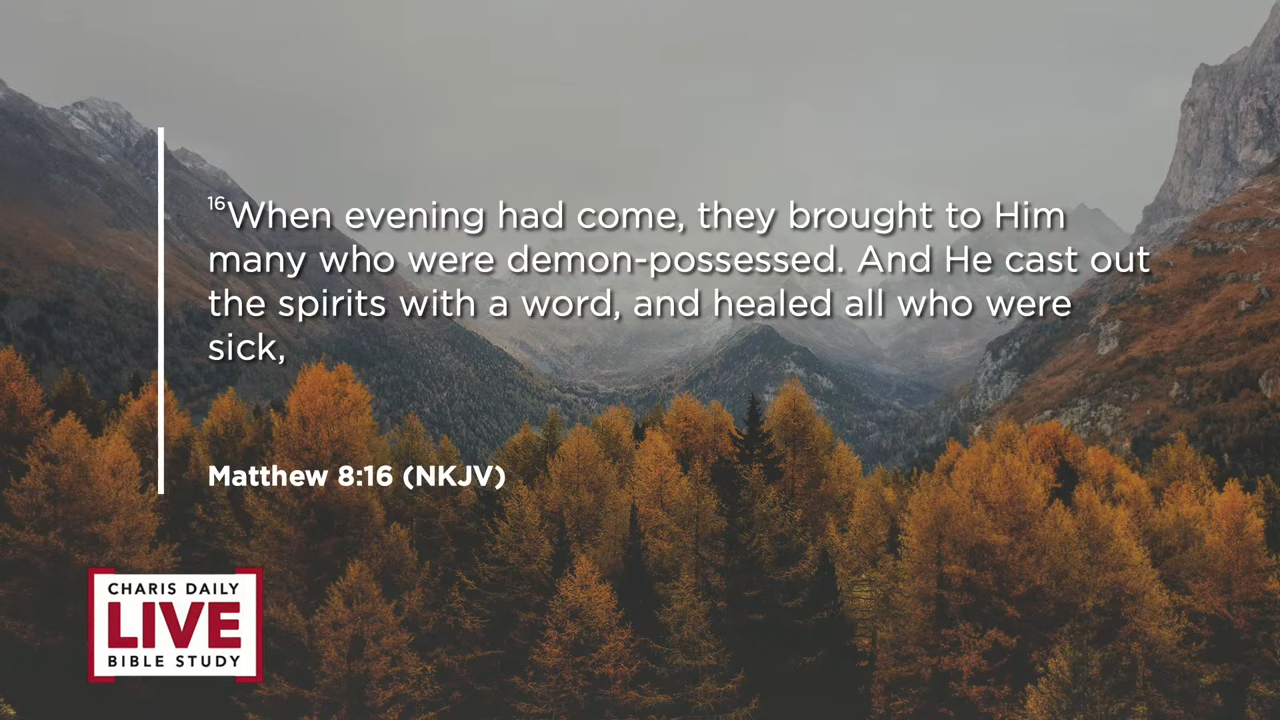 16When evening had come, they brought to Him
many who were demon-possessed. And He cast out
the spirits with a word, and healed all who were
sick,
Matthew 8:16 (NKJV)
CHARIS DAILY
LIVE
BIBLE STUDY